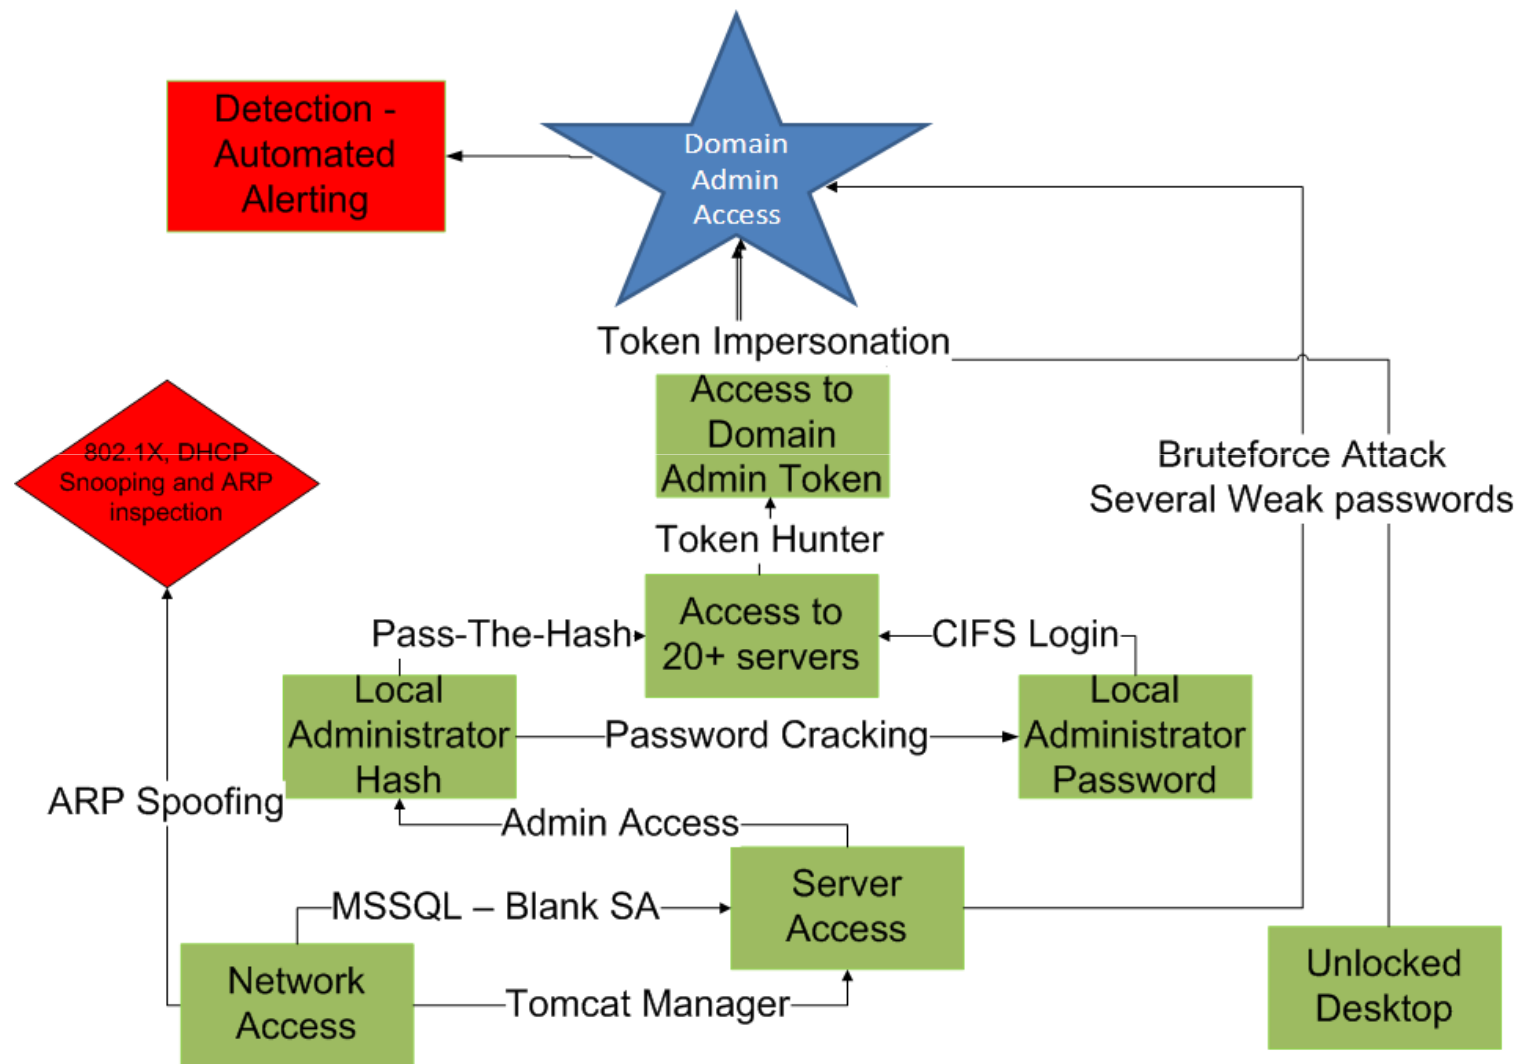 Detection -
Automated
Alerting
Domain
Admin
Access
Token Impersonation
Access to
Domain
Admin Token
802.1X, DHCP
Snooping and ARP
inspection
Bruteforce Attack
Several Weak passwords
Token Hunter
Access to
20+ servers
Pass-The-Hash
CIFS Login
Local
Administrator
Hash
Password Cracking
Local
Administrator
Password
ARP Spoofing
Admin Access
MSSQL – Blank SA
Server
Access
Network
Access
Tomcat Manager
Unlocked
Desktop